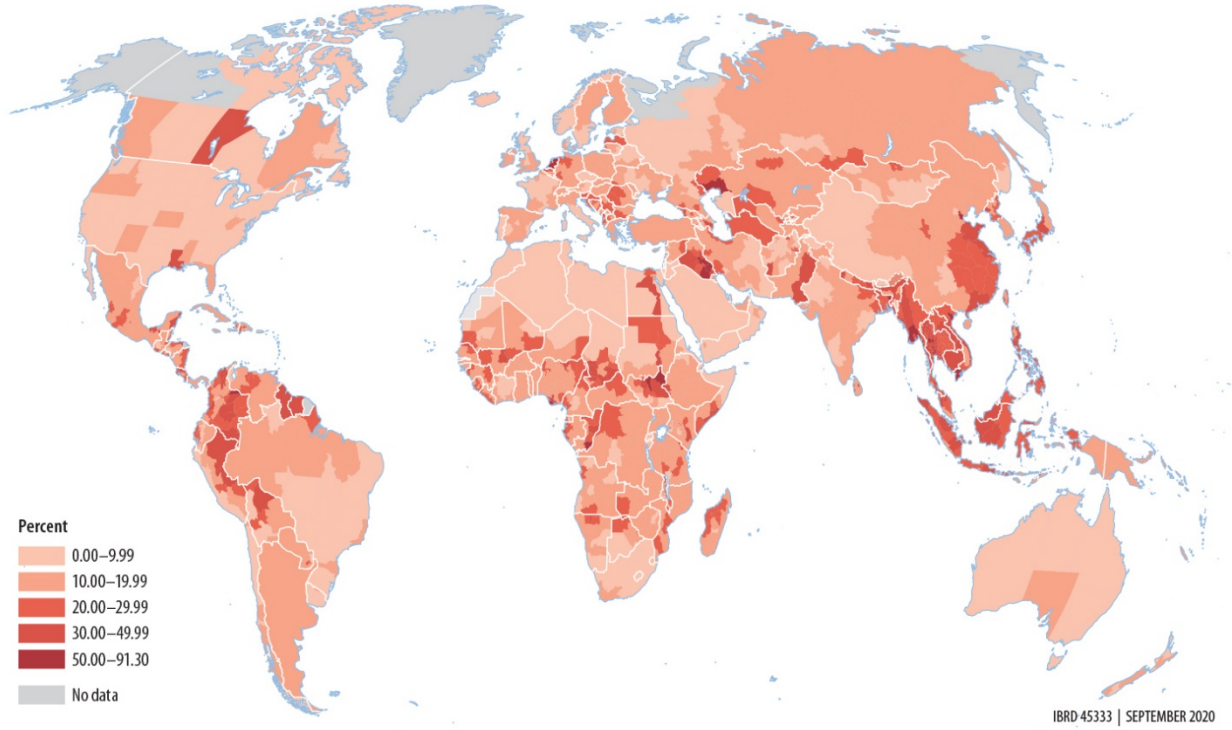 Percent
0.00–9.99
10.00–19.99
20.00–29.99
30.00–49.99
50.00–91.30
No data
IBRD 45333 | SEPTEMBER 2020